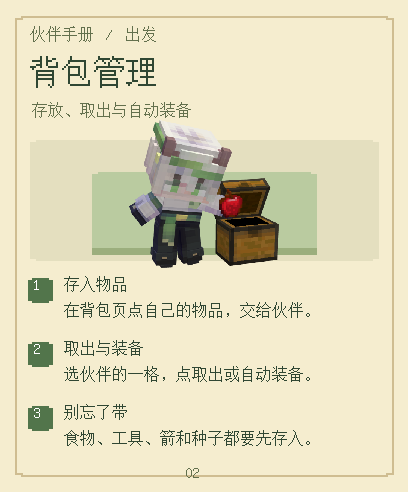 伙伴手册 / 出发
背包管理
存放、取出与自动装备
1 存入物品
在背包页点自己的物品，交给伙伴。
2 取出与装备
选伙伴的一格，点取出或自动装备。
3 别忘了带
食物、工具、箭和种子都要先存入。
02